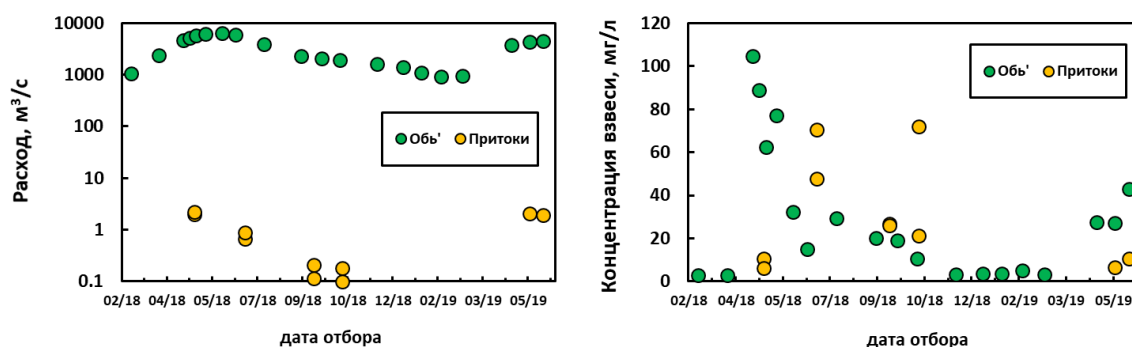 Расход, м³/с
10000
1000
100
10
1
0.1
Обь'
Притоки
02/18 04/18 05/18 07/18 09/18 10/18 12/18 02/19 03/19 05/19
дата отбора
Концентрация взвеси, мг/л
120
100
80
60
40
20
0
Обь'
Притоки
02/18 04/18 05/18 07/18 09/18 10/18 12/18 02/19 03/19 05/19
дата отбора